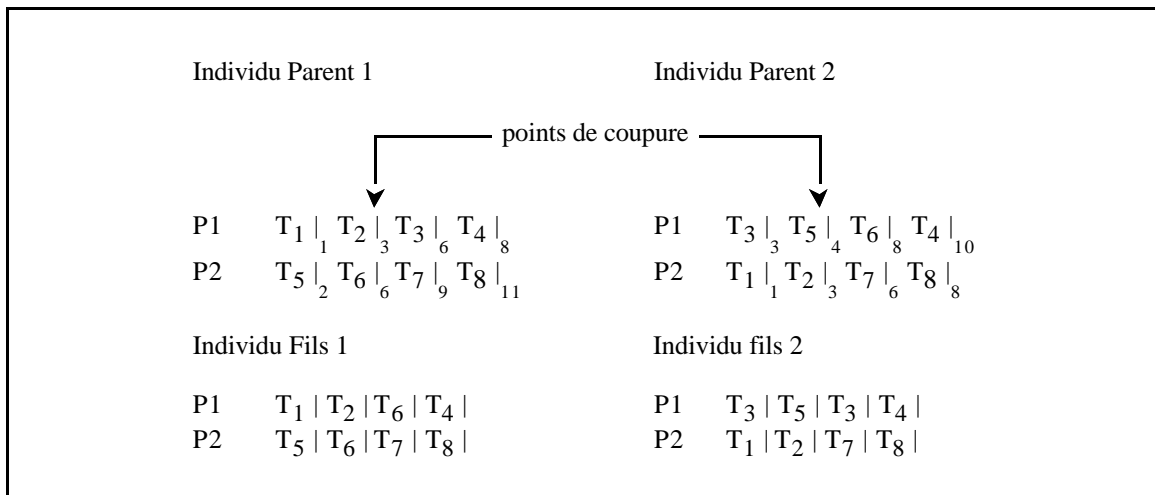 Individu Parent 1 Individu Parent 2
points de coupure
P1 T1 |1 T2 |3 T3 |6 T4 |8 P1 T3 |3 T5 |4 T6 |8 T4 |10
P2 T5 |2 T6 |6 T7 |9 T8 |11 P2 T1 |1 T2 |3 T7 |6 T8 |8
Individu Fils 1 Individu fils 2
P1 T1 | T2 | T6 | T4 | P1 T3 | T5 | T3 | T4 |
P2 T5 | T6 | T7 | T8 | P2 T1 | T2 | T7 | T8 |